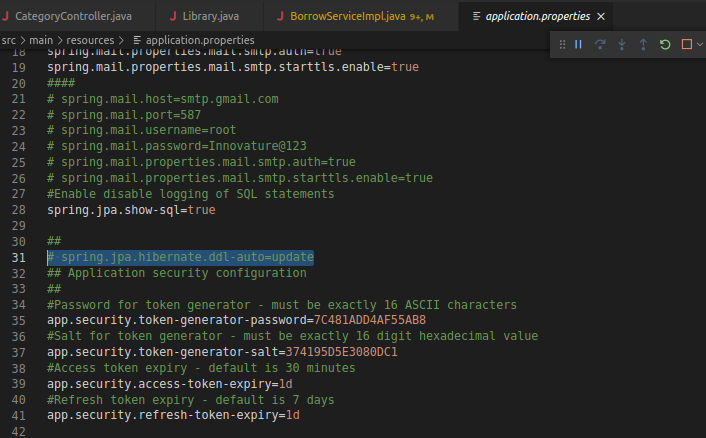 CategoryController.java
Library.java
BorrowServiceImpl.java 9+, M
application.properties
src > main > resources > application.properties
18 spring.mail.properties.mail.smtp.auth=true
19 spring.mail.properties.mail.smtp.starttls.enable=true
20 ####
21 # spring.mail.host=smtp.gmail.com
22 # spring.mail.port=587
23 # spring.mail.username=root
24 # spring.mail.password=Innovature@123
25 # spring.mail.properties.mail.smtp.auth=true
26 # spring.mail.properties.mail.smtp.starttls.enable=true
27 #Enable disable logging of SQL statements
28 spring.jpa.show-sql=true
29
30 ##
31 # spring.jpa.hibernate.ddl-auto=update
32 ## Application security configuration
33 ##
34 #Password for token generator - must be exactly 16 ASCII characters
35 app.security.token-generator-password=7C481ADD4AF55AB8
36 #Salt for token generator - must be exactly 16 digit hexadecimal value
37 app.security.token-generator-salt=374195D5E3080DC1
38 #Access token expiry - default is 30 minutes
39 app.security.access-token-expiry=1d
40 #Refresh token expiry - default is 7 days
41 app.security.refresh-token-expiry=1d
42